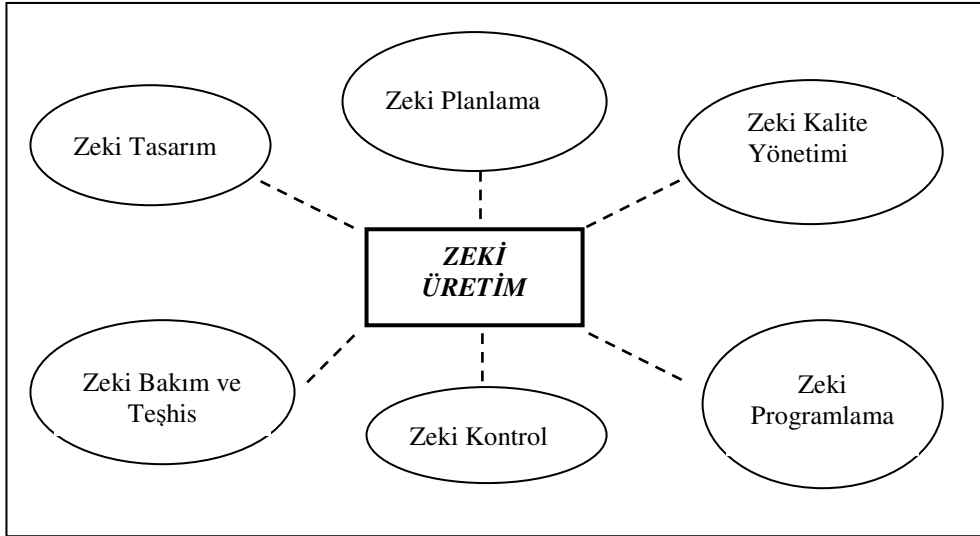 Zeki Planlama
Zeki Tasarım
Zeki Kalite
Yönetimi
ZEKİ
ÜRETİM
Zeki Bakım ve
Teşhis
Zeki Kontrol
Zeki
Programlama